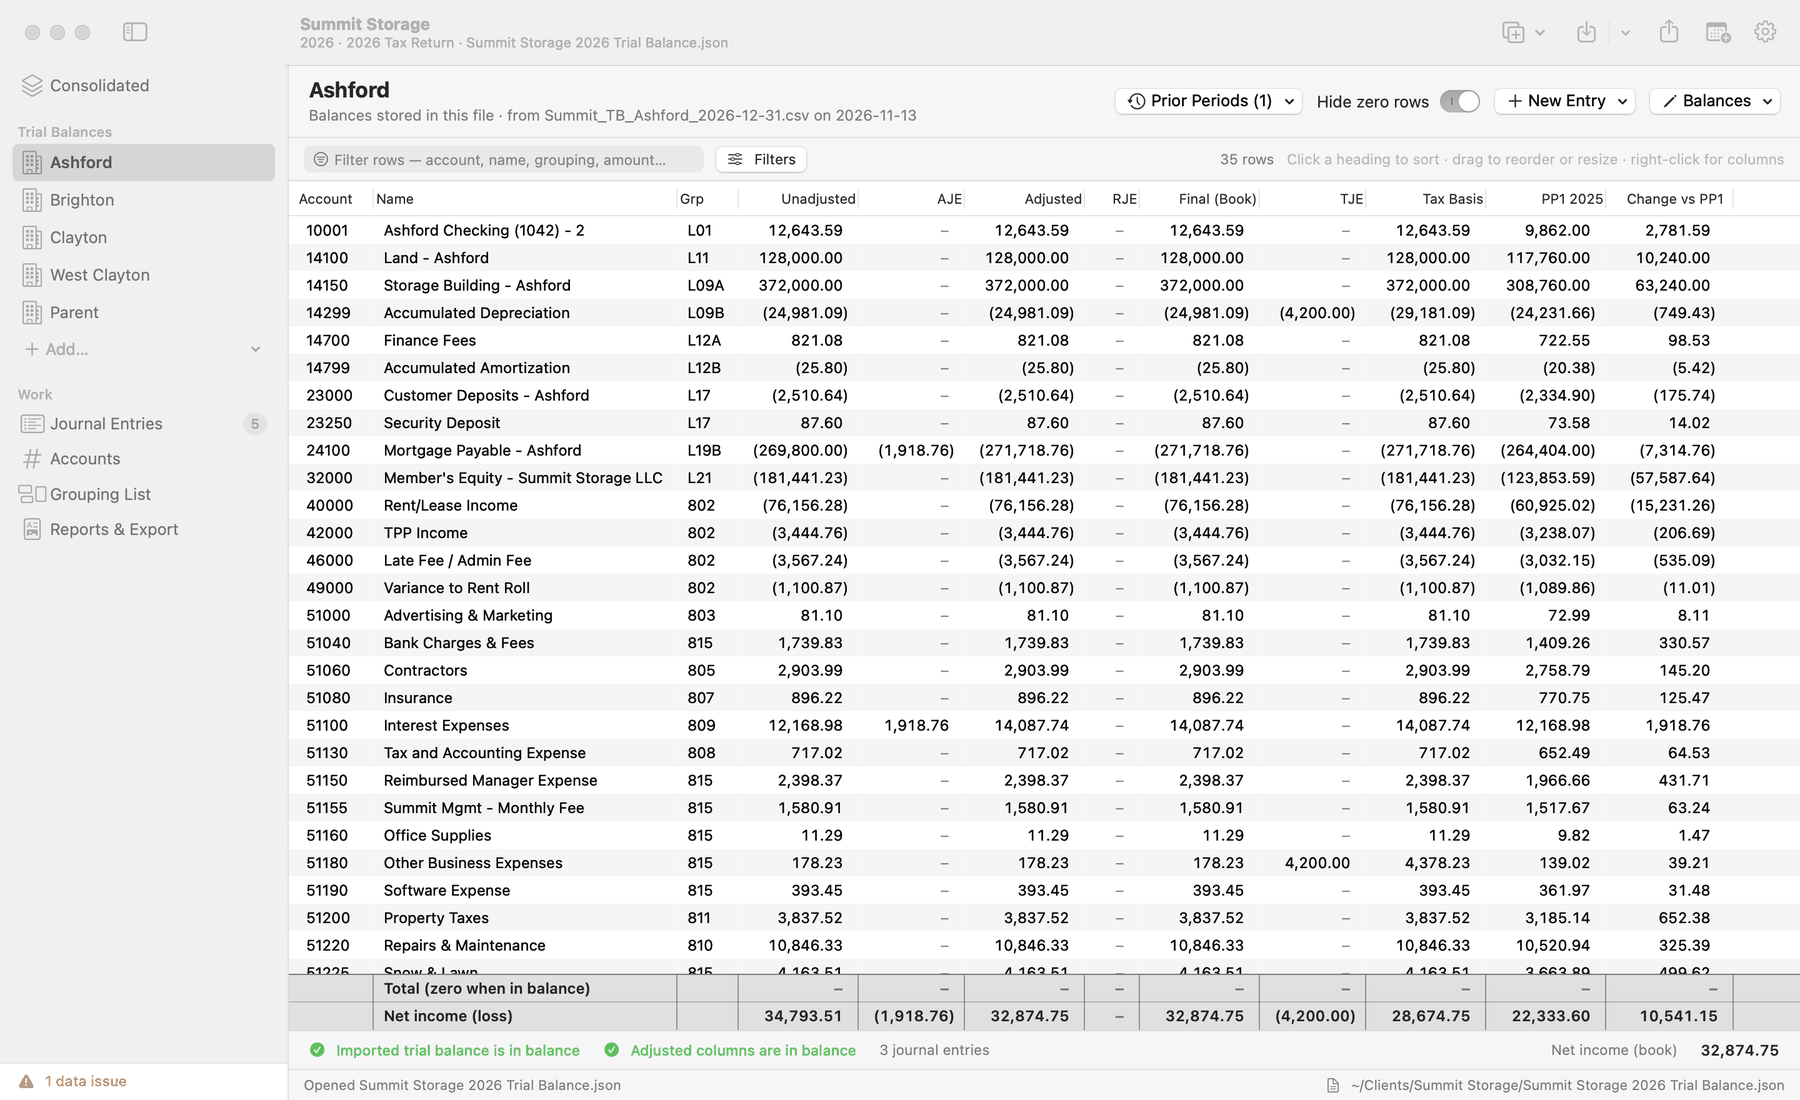 Summit Storage
2026 · 2026 Tax Return · Summit Storage 2026 Trial Balance.json
Consolidated
Trial Balances
Ashford
Brighton
Clayton
West Clayton
Parent
+ Add...
Work
Journal Entries 5
Accounts
Grouping List
Reports & Export
1 data issue
Ashford
Balances stored in this file · from Summit_TB_Ashford_2026-12-31.csv on 2026-11-13
Prior Periods (1) Hide zero rows + New Entry Balances
Filter rows — account, name, grouping, amount... Filters 35 rows Click a heading to sort · drag to reorder or resize · right-click for columns
Account Name Grp Unadjusted AJE Adjusted RJE Final (Book) TJE Tax Basis PP1 2025 Change vs PP1
10001 Ashford Checking (1042) - 2 L01 12,643.59 – 12,643.59 – 12,643.59 – 12,643.59 9,862.00 2,781.59
14100 Land - Ashford L11 128,000.00 – 128,000.00 – 128,000.00 – 128,000.00 117,760.00 10,240.00
14150 Storage Building - Ashford L09A 372,000.00 – 372,000.00 – 372,000.00 – 372,000.00 308,760.00 63,240.00
14299 Accumulated Depreciation L09B (24,981.09) – (24,981.09) – (24,981.09) (4,200.00) (29,181.09) (24,231.66) (749.43)
14700 Finance Fees L12A 821.08 – 821.08 – 821.08 – 821.08 722.55 98.53
14799 Accumulated Amortization L12B (25.80) – (25.80) – (25.80) – (25.80) (20.38) (5.42)
23000 Customer Deposits - Ashford L17 (2,510.64) – (2,510.64) – (2,510.64) – (2,510.64) (2,334.90) (175.74)
23250 Security Deposit L17 87.60 – 87.60 – 87.60 – 87.60 73.58 14.02
24100 Mortgage Payable - Ashford L19B (269,800.00) (1,918.76) (271,718.76) – (271,718.76) – (271,718.76) (264,404.00) (7,314.76)
32000 Member's Equity - Summit Storage LLC L21 (181,441.23) – (181,441.23) – (181,441.23) – (181,441.23) (123,853.59) (57,587.64)
40000 Rent/Lease Income 802 (76,156.28) – (76,156.28) – (76,156.28) – (76,156.28) (60,925.02) (15,231.26)
42000 TPP Income 802 (3,444.76) – (3,444.76) – (3,444.76) – (3,444.76) (3,238.07) (206.69)
46000 Late Fee / Admin Fee 802 (3,567.24) – (3,567.24) – (3,567.24) – (3,567.24) (3,032.15) (535.09)
49000 Variance to Rent Roll 802 (1,100.87) – (1,100.87) – (1,100.87) – (1,100.87) (1,089.86) (11.01)
51000 Advertising & Marketing 803 81.10 – 81.10 – 81.10 – 81.10 72.99 8.11
51040 Bank Charges & Fees 815 1,739.83 – 1,739.83 – 1,739.83 – 1,739.83 1,409.26 330.57
51060 Contractors 805 2,903.99 – 2,903.99 – 2,903.99 – 2,903.99 2,758.79 145.20
51080 Insurance 807 896.22 – 896.22 – 896.22 – 896.22 770.75 125.47
51100 Interest Expenses 809 12,168.98 1,918.76 14,087.74 – 14,087.74 – 14,087.74 12,168.98 1,918.76
51130 Tax and Accounting Expense 808 717.02 – 717.02 – 717.02 – 717.02 652.49 64.53
51150 Reimbursed Manager Expense 815 2,398.37 – 2,398.37 – 2,398.37 – 2,398.37 1,966.66 431.71
51155 Summit Mgmt - Monthly Fee 815 1,580.91 – 1,580.91 – 1,580.91 – 1,580.91 1,517.67 63.24
51160 Office Supplies 815 11.29 – 11.29 – 11.29 – 11.29 9.82 1.47
51180 Other Business Expenses 815 178.23 – 178.23 – 178.23 4,200.00 4,378.23 139.02 39.21
51190 Software Expense 815 393.45 – 393.45 – 393.45 – 393.45 361.97 31.48
51200 Property Taxes 811 3,837.52 – 3,837.52 – 3,837.52 – 3,837.52 3,185.14 652.38
51220 Repairs & Maintenance 810 10,846.33 – 10,846.33 – 10,846.33 – 10,846.33 10,520.94 325.39
51225 Snow & Lawn 815 4,163.51 – 4,163.51 – 4,163.51 – 4,163.51 3,663.89 499.62
Total (zero when in balance) – – – – – – – – –
Net income (loss) 34,793.51 (1,918.76) 32,874.75 – 32,874.75 (4,200.00) 28,674.75 22,333.60 10,541.15
Imported trial balance is in balance Adjusted columns are in balance 3 journal entries Net income (book) 32,874.75
Opened Summit Storage 2026 Trial Balance.json ~/Clients/Summit Storage/Summit Storage 2026 Trial Balance.json